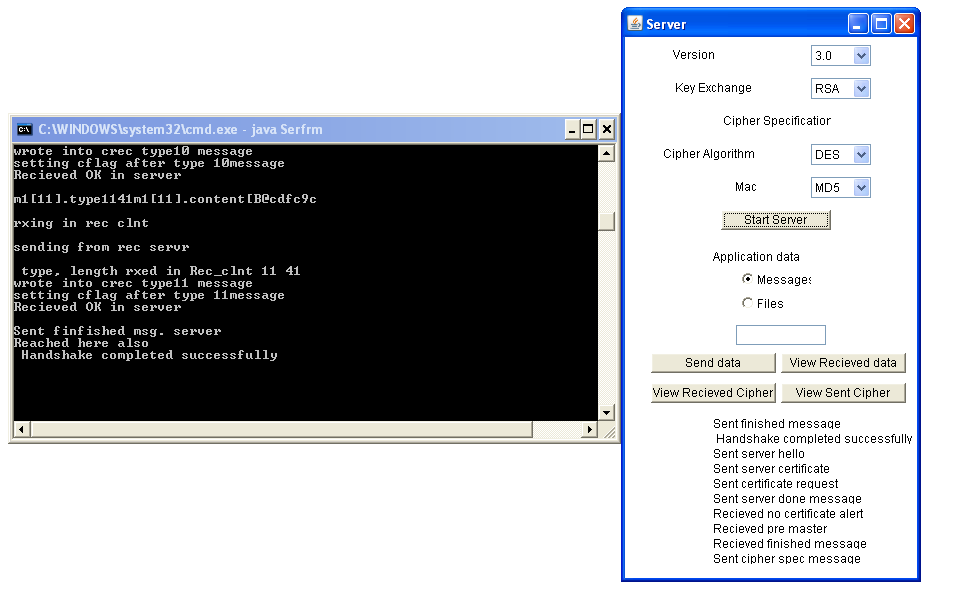 C:\WINDOWS\system32\cmd.exe - java Serfrm
wrote into crec type10 message
setting cflag after type 10message
Recieved OK in server
m1[11].type1141m1[11].content[B@cdfc9c
rxing in rec clnt
sending from rec servr
type, length rxed in Rec_clnt 11 41
wrote into crec type11 message
setting cflag after type 11message
Recieved OK in server
Sent finfished msg. server
Reached here also
Handshake completed successfully
Server
Version 3.0
Key Exchange RSA
Cipher Specification
Cipher Algorithm DES
Mac MD5
Start Server
Application data
Messages
Files
Send data View Recieved data
View Recieved Cipher View Sent Cipher
Sent finished message
Handshake completed successfully
Sent server hello
Sent server certificate
Sent certificate request
Sent server done message
Recieved no certificate alert
Recieved pre master
Recieved finished message
Sent cipher spec message